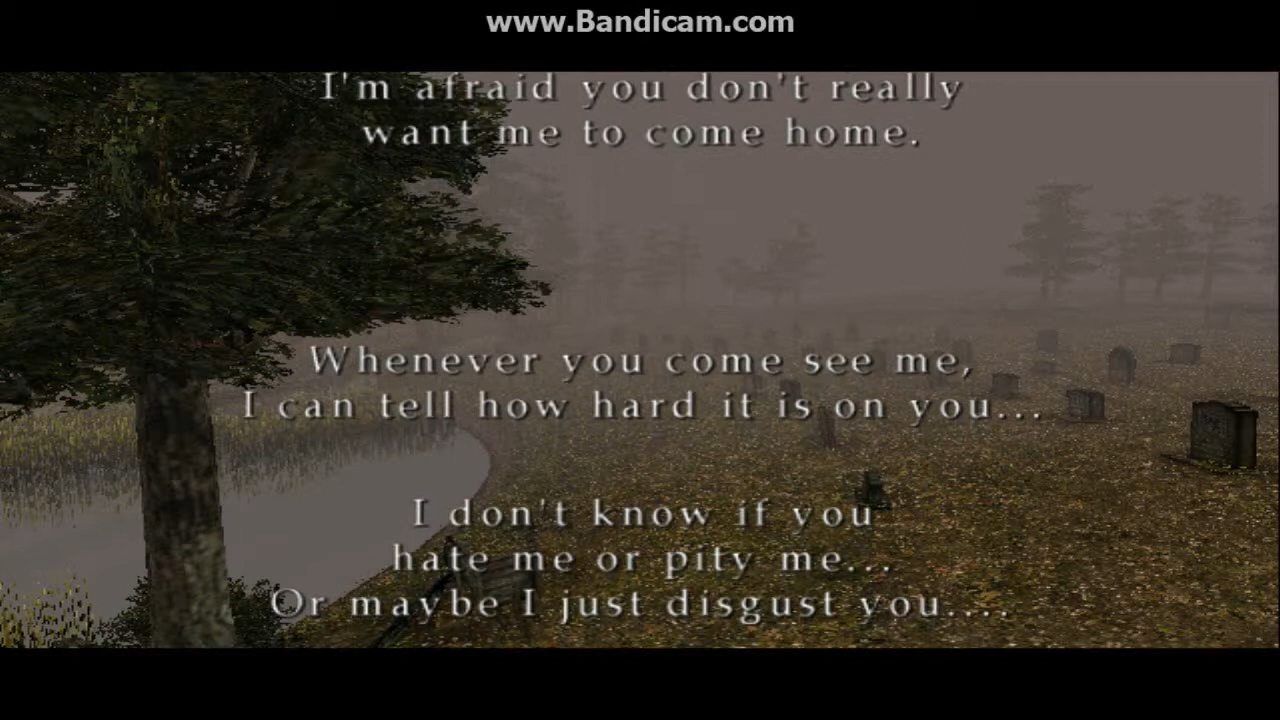 www.Bandicam.com
I'm afraid you don't really
want me to come home.
Whenever you come see me,
I can tell how hard it is on you...
I don't know if you
hate me or pity me...
Or maybe I just disgust you....